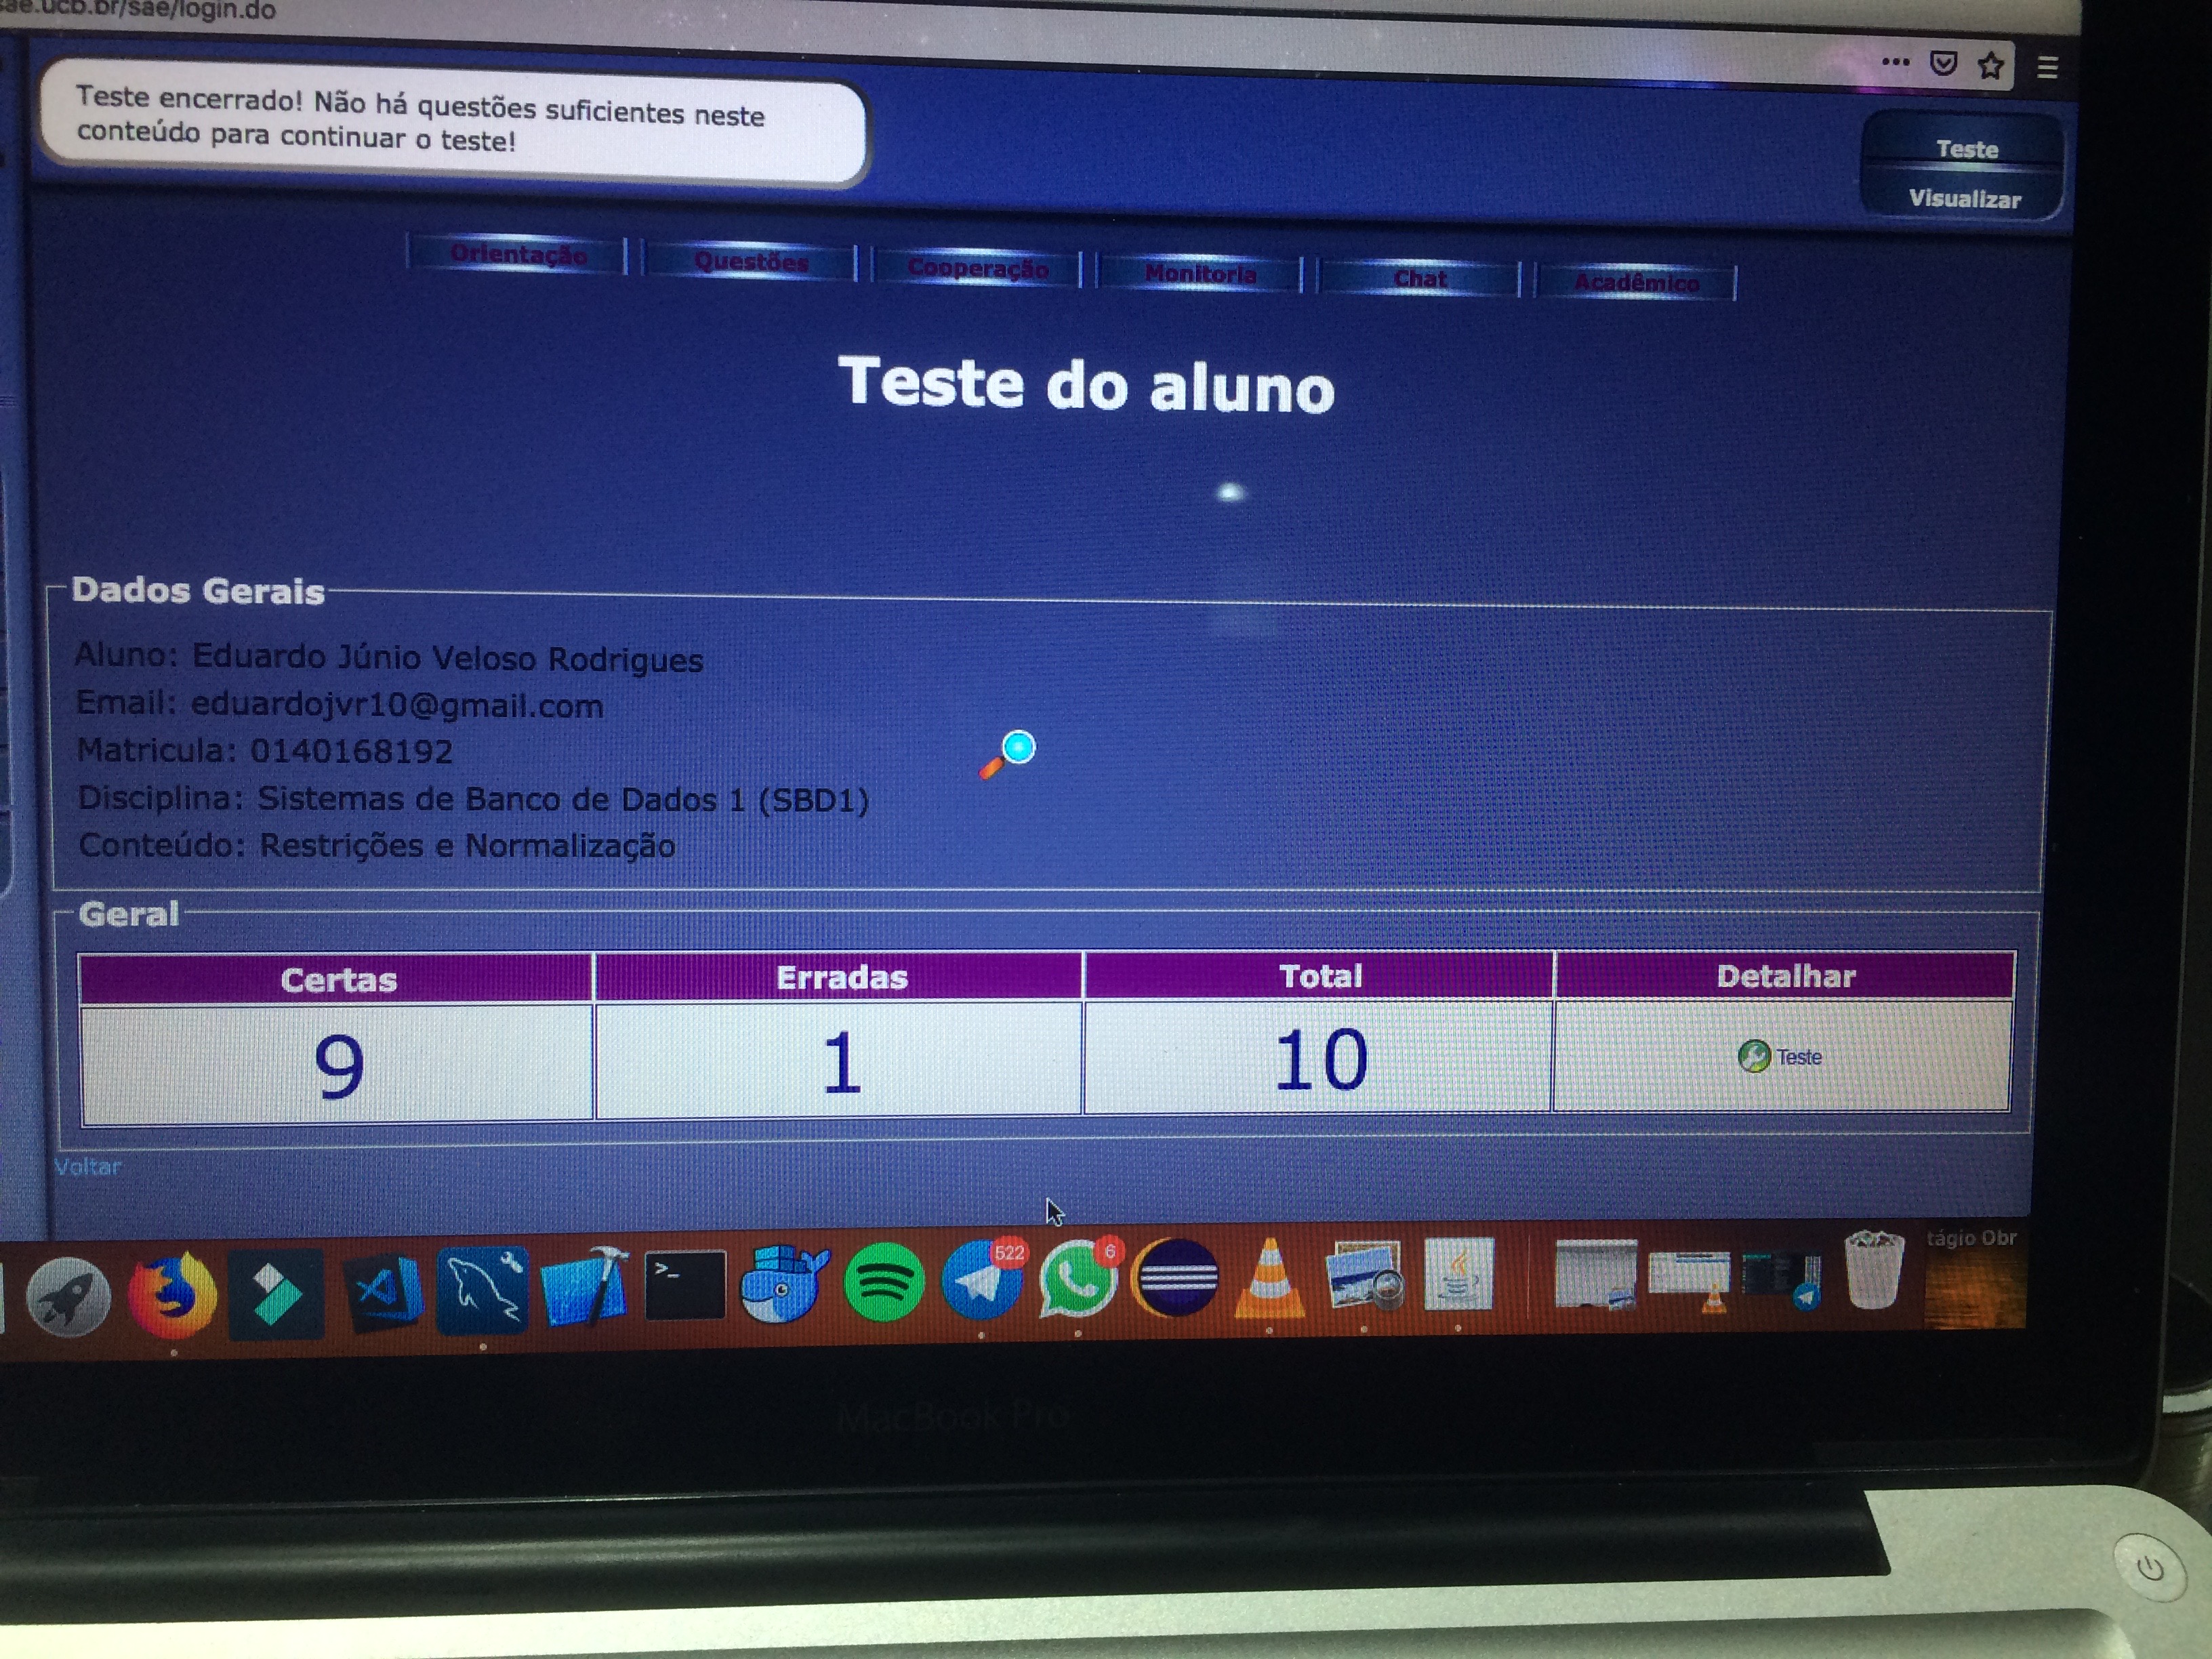 sae.ucb.br/sae/login.do
Teste encerrado! Não há questões suficientes neste
conteúdo para continuar o teste!
Teste
Visualizar
Orientação Questões Cooperação Monitoria Chat Acadêmico
Teste do aluno
Dados Gerais
Aluno: Eduardo Júnio Veloso Rodrigues
Email: eduardojvr10@gmail.com
Matricula: 0140168192
Disciplina: Sistemas de Banco de Dados 1 (SBD1)
Conteúdo: Restrições e Normalização
Geral
Certas Erradas Total Detalhar
9 1 10 Teste
Voltar
522 6
tágio Obr
MacBook Pro